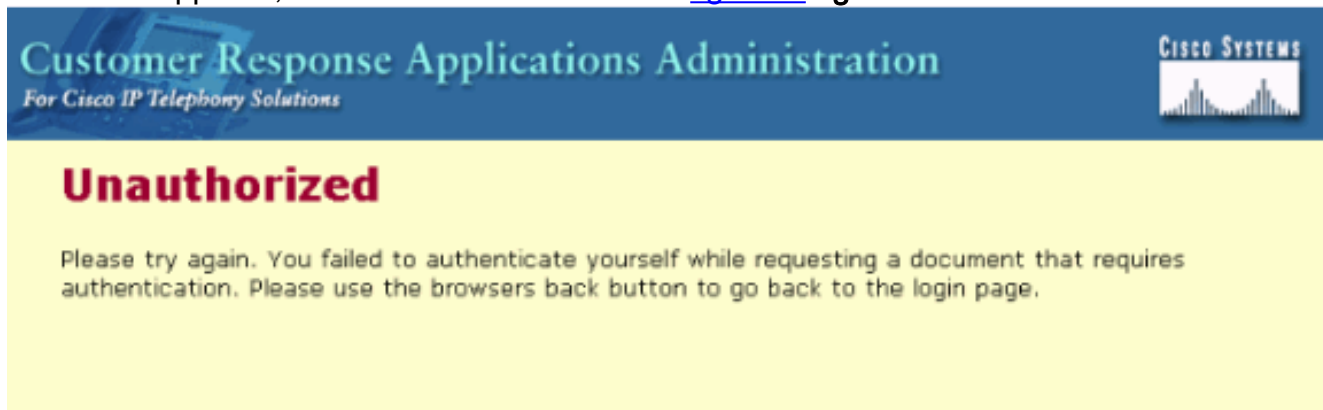 Customer Response Applications Administration
For Cisco IP Telephony Solutions
CISCO SYSTEMS
Unauthorized
Please try again. You failed to authenticate yourself while requesting a document that requires
authentication. Please use the browsers back button to go back to the login page.